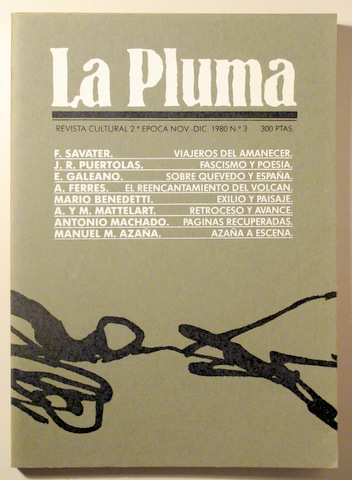 La Pluma
REVISTA CULTURAL 2.ª EPOCA NOV.-DIC. 1980 N.º 3 300 PTAS.
F. SAVATER. VIAJEROS DEL AMANECER.
J. R. PUERTOLAS. FASCISMO Y POESIA.
E. GALEANO. SOBRE QUEVEDO Y ESPAÑA.
A. FERRES. EL REENCANTAMIENTO DEL VOLCAN.
MARIO BENEDETTI. EXILIO Y PAISAJE.
A. Y M. MATTELART. RETROCESO Y AVANCE.
ANTONIO MACHADO. PAGINAS RECUPERADAS.
MANUEL M. AZAÑA. AZAÑA A ESCENA.